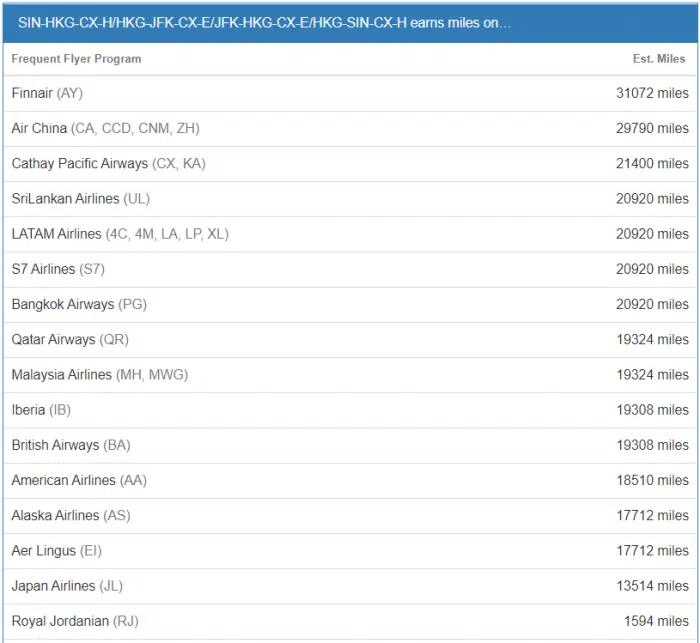 SIN-HKG-CX-H/HKG-JFK-CX-E/JFK-HKG-CX-E/HKG-SIN-CX-H earns miles on…
Frequent Flyer Program Est. Miles
Finnair (AY) 31072 miles
Air China (CA, CCD, CNM, ZH) 29790 miles
Cathay Pacific Airways (CX, KA) 21400 miles
SriLankan Airlines (UL) 20920 miles
LATAM Airlines (4C, 4M, LA, LP, XL) 20920 miles
S7 Airlines (S7) 20920 miles
Bangkok Airways (PG) 20920 miles
Qatar Airways (QR) 19324 miles
Malaysia Airlines (MH, MWG) 19324 miles
Iberia (IB) 19308 miles
British Airways (BA) 19308 miles
American Airlines (AA) 18510 miles
Alaska Airlines (AS) 17712 miles
Aer Lingus (EI) 17712 miles
Japan Airlines (JL) 13514 miles
Royal Jordanian (RJ) 1594 miles